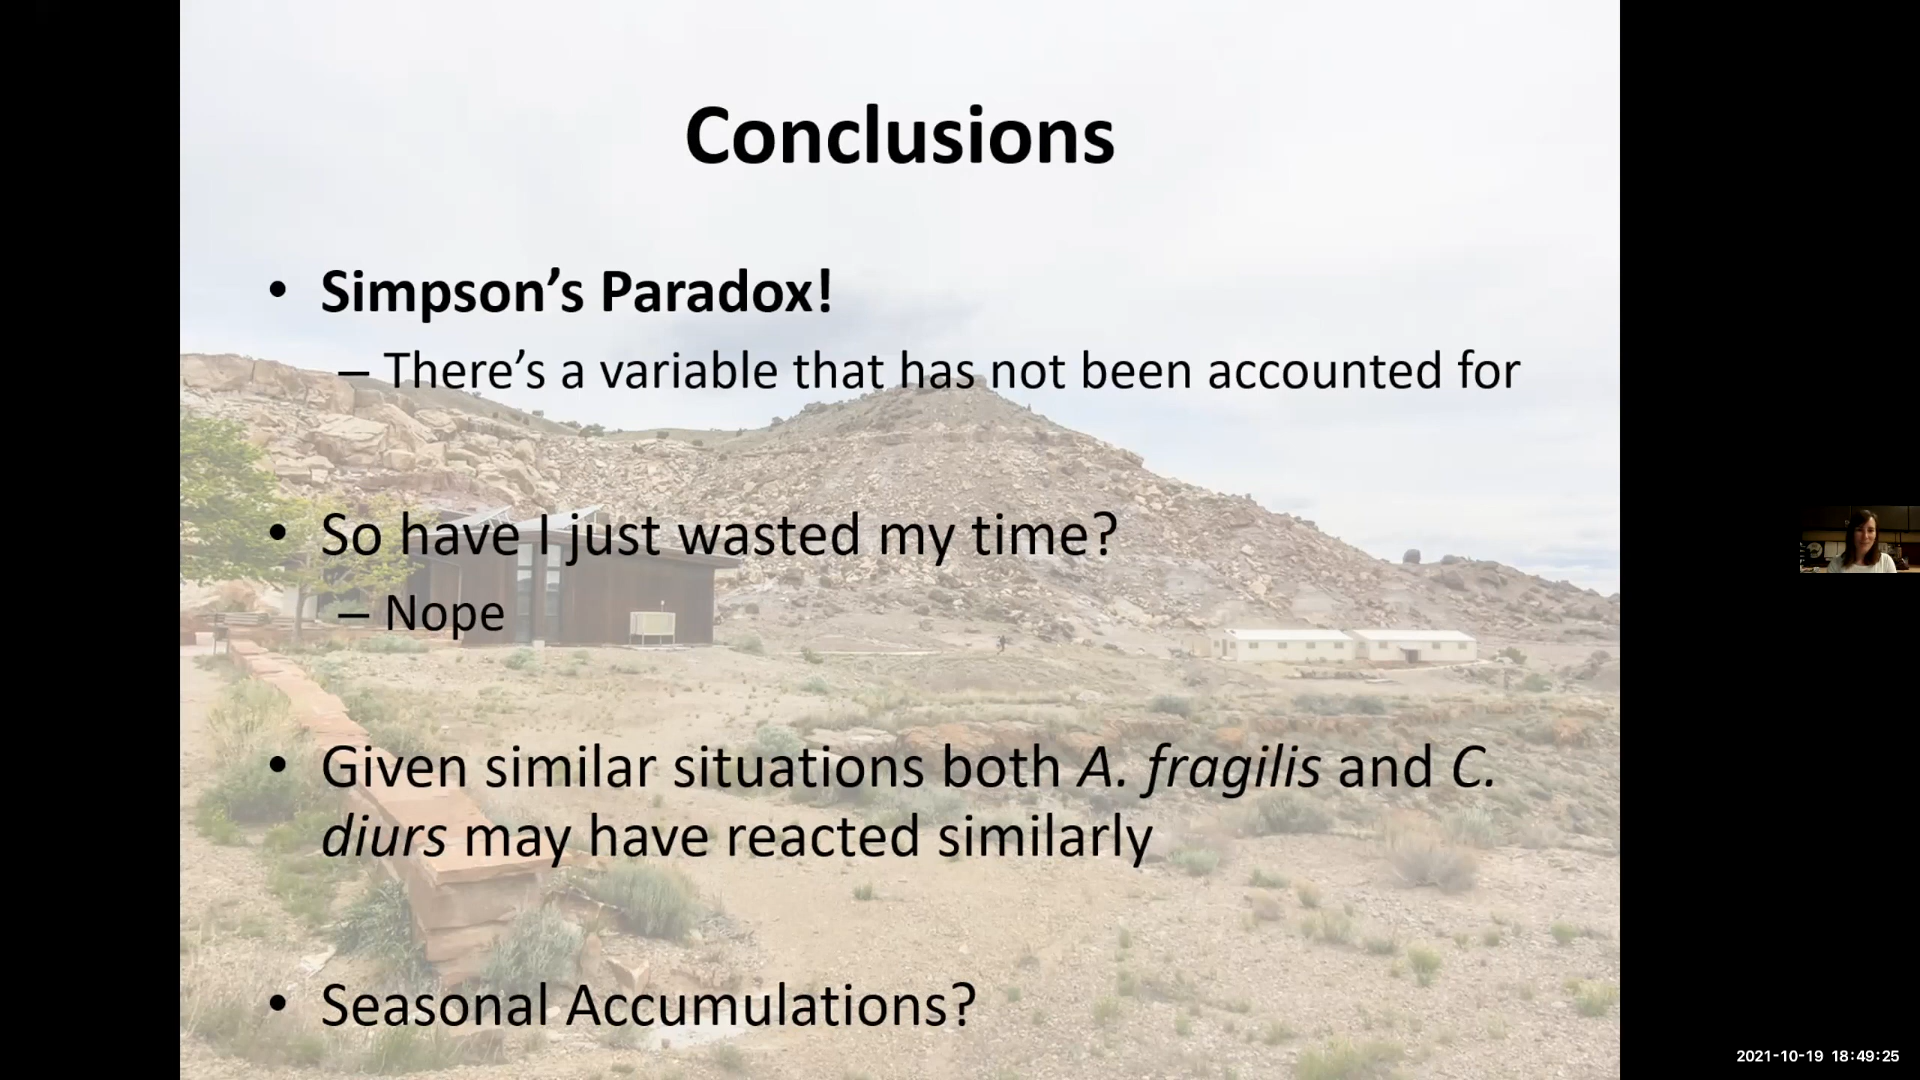 Conclusions
• Simpson’s Paradox!
– There’s a variable that has not been accounted for
• So have I just wasted my time?
– Nope
• Given similar situations both A. fragilis and C.
diurs may have reacted similarly
• Seasonal Accumulations?
2021-10-19 18:49:25